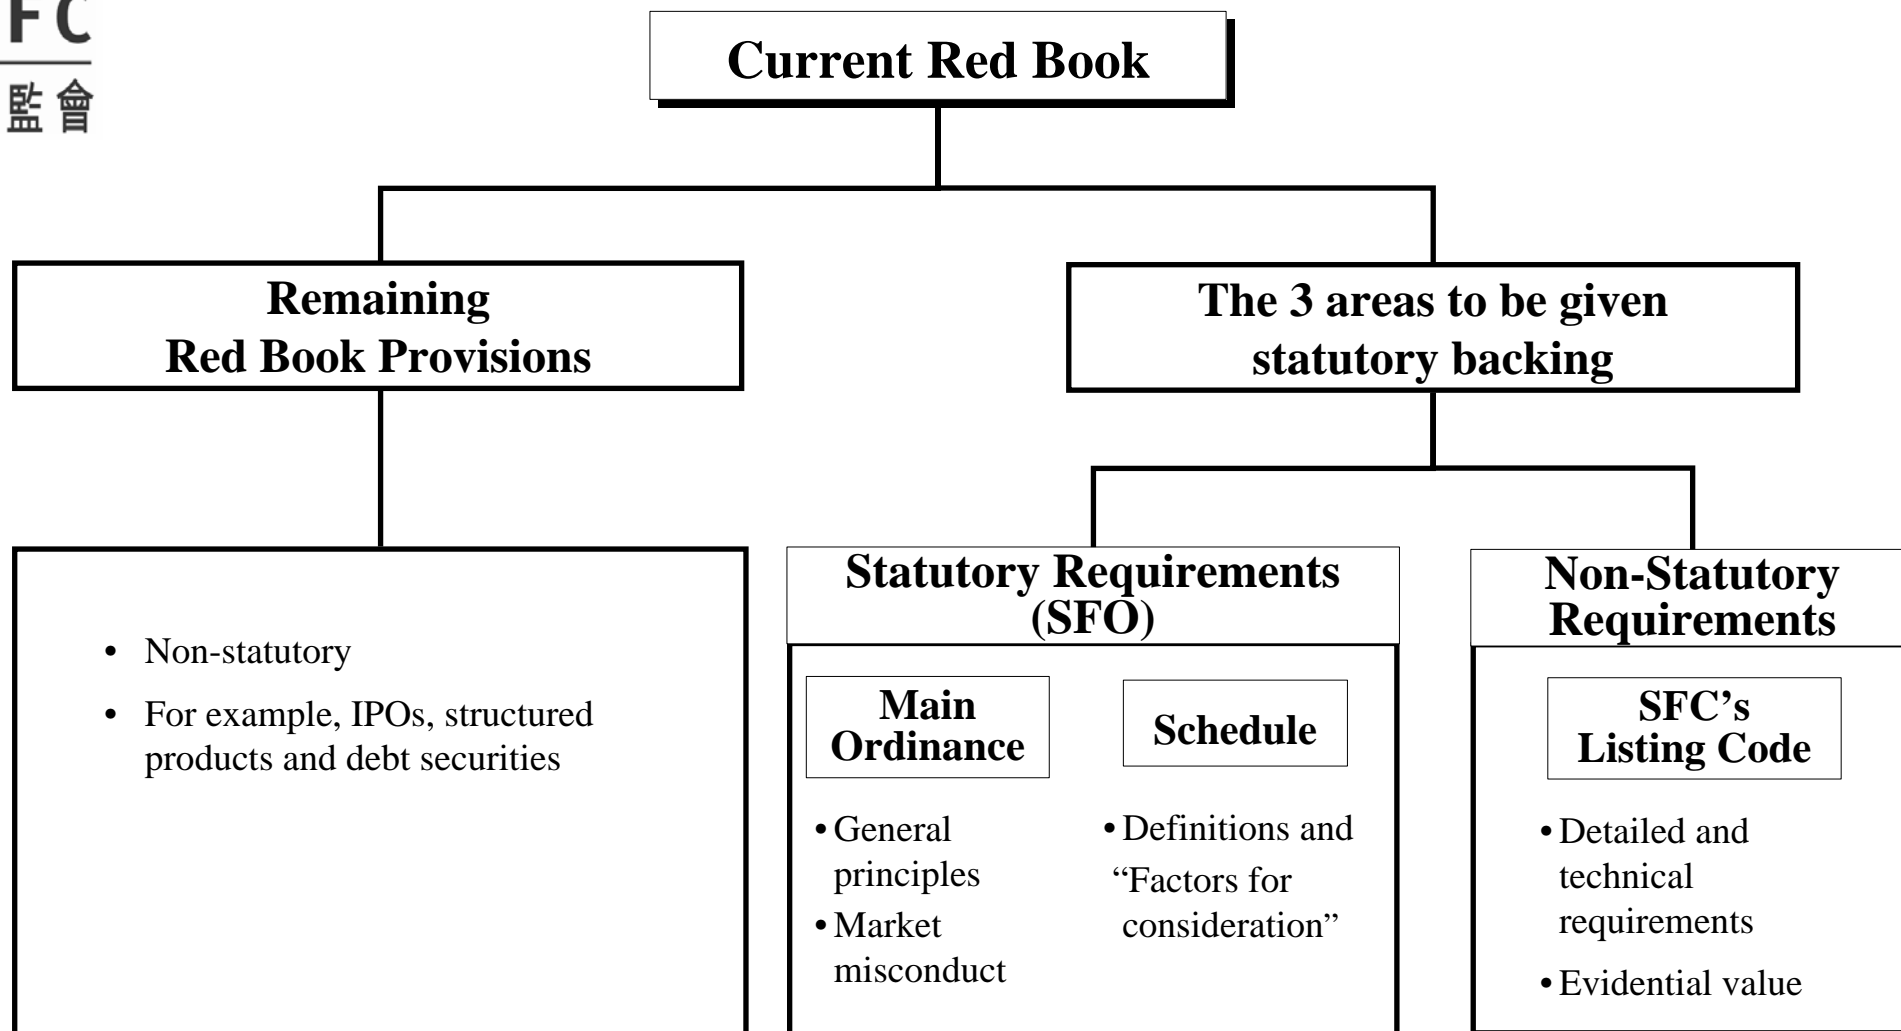 FC
監會
Current Red Book
Remaining
Red Book Provisions
The 3 areas to be given
statutory backing
• Non-statutory
• For example, IPOs, structured
products and debt securities
Statutory Requirements
(SFO)
Main
Ordinance
• General
principles
• Market
misconduct
Schedule
• Definitions and
“Factors for
consideration”
Non-Statutory
Requirements
SFC’s
Listing Code
• Detailed and
technical
requirements
• Evidential value